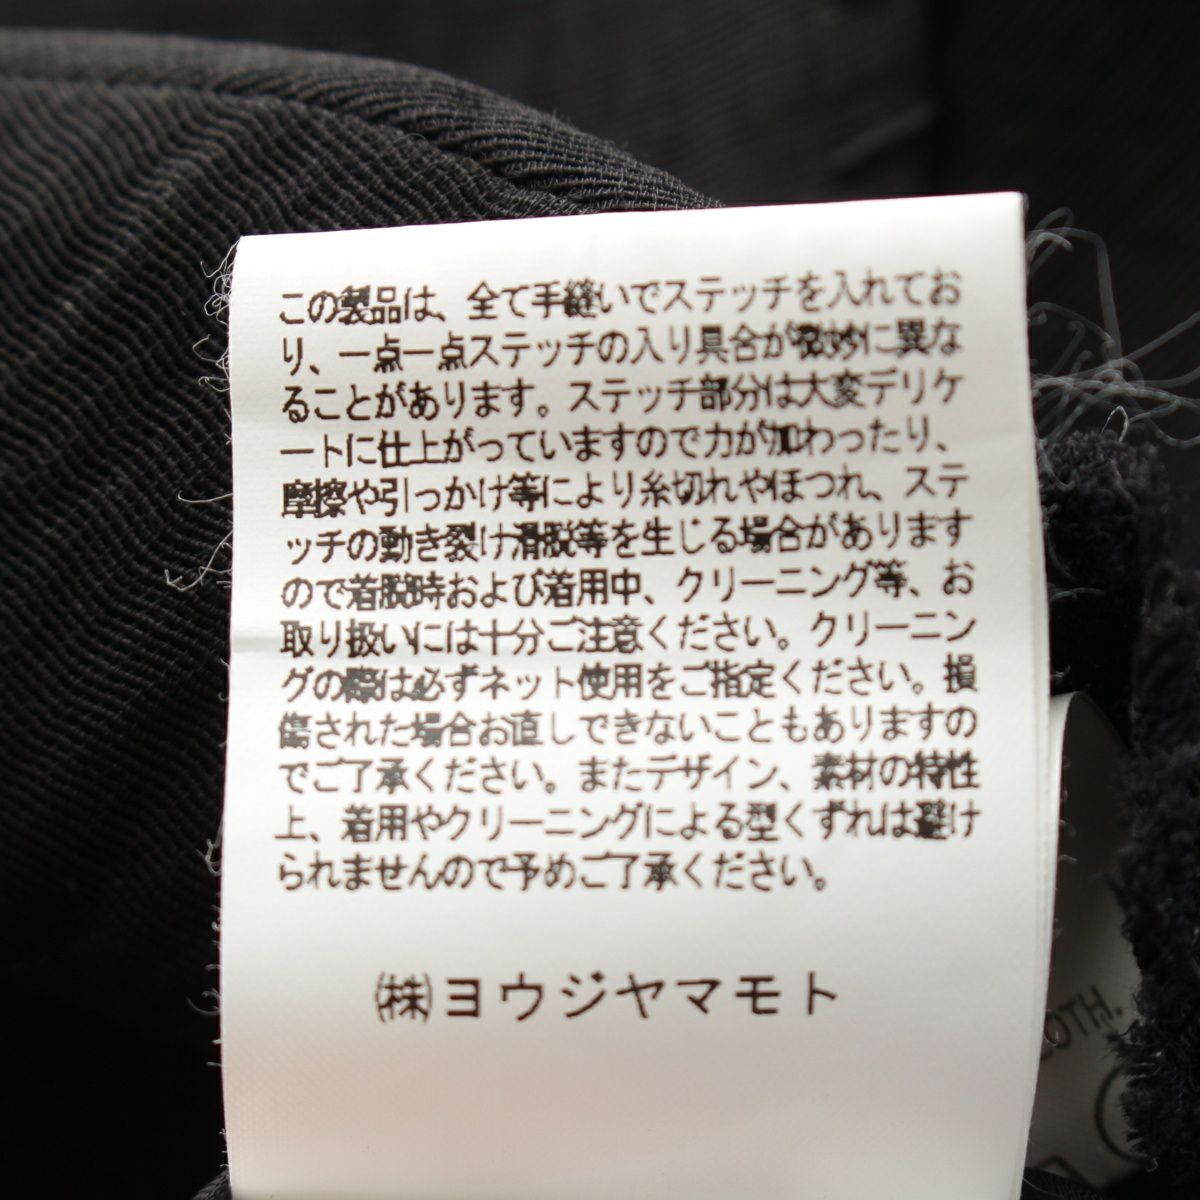 この製品は、全て手縫いでステッチを入れてお
り、一点一点ステッチの入り具合が微妙に異な
ることがあります。ステッチ部分は大変デリケ
ートに仕上がっていますので力が加わったり、
摩擦や引っかけ等により糸切れやほつれ、ステ
ッチの動き裂け滑脱等を生じる場合があります
ので着脱時および着用中、クリーニング等、お
取り扱いには十分ご注意ください。クリーニン
グの際は必ずネット使用をご指定ください。損
傷された場合お直しできないこともありますの
でご了承ください。またデザイン、素材の特性
上、着用やクリーニングによる型くずれは避け
られませんので予めご了承ください。
(株)ヨウジヤマモト